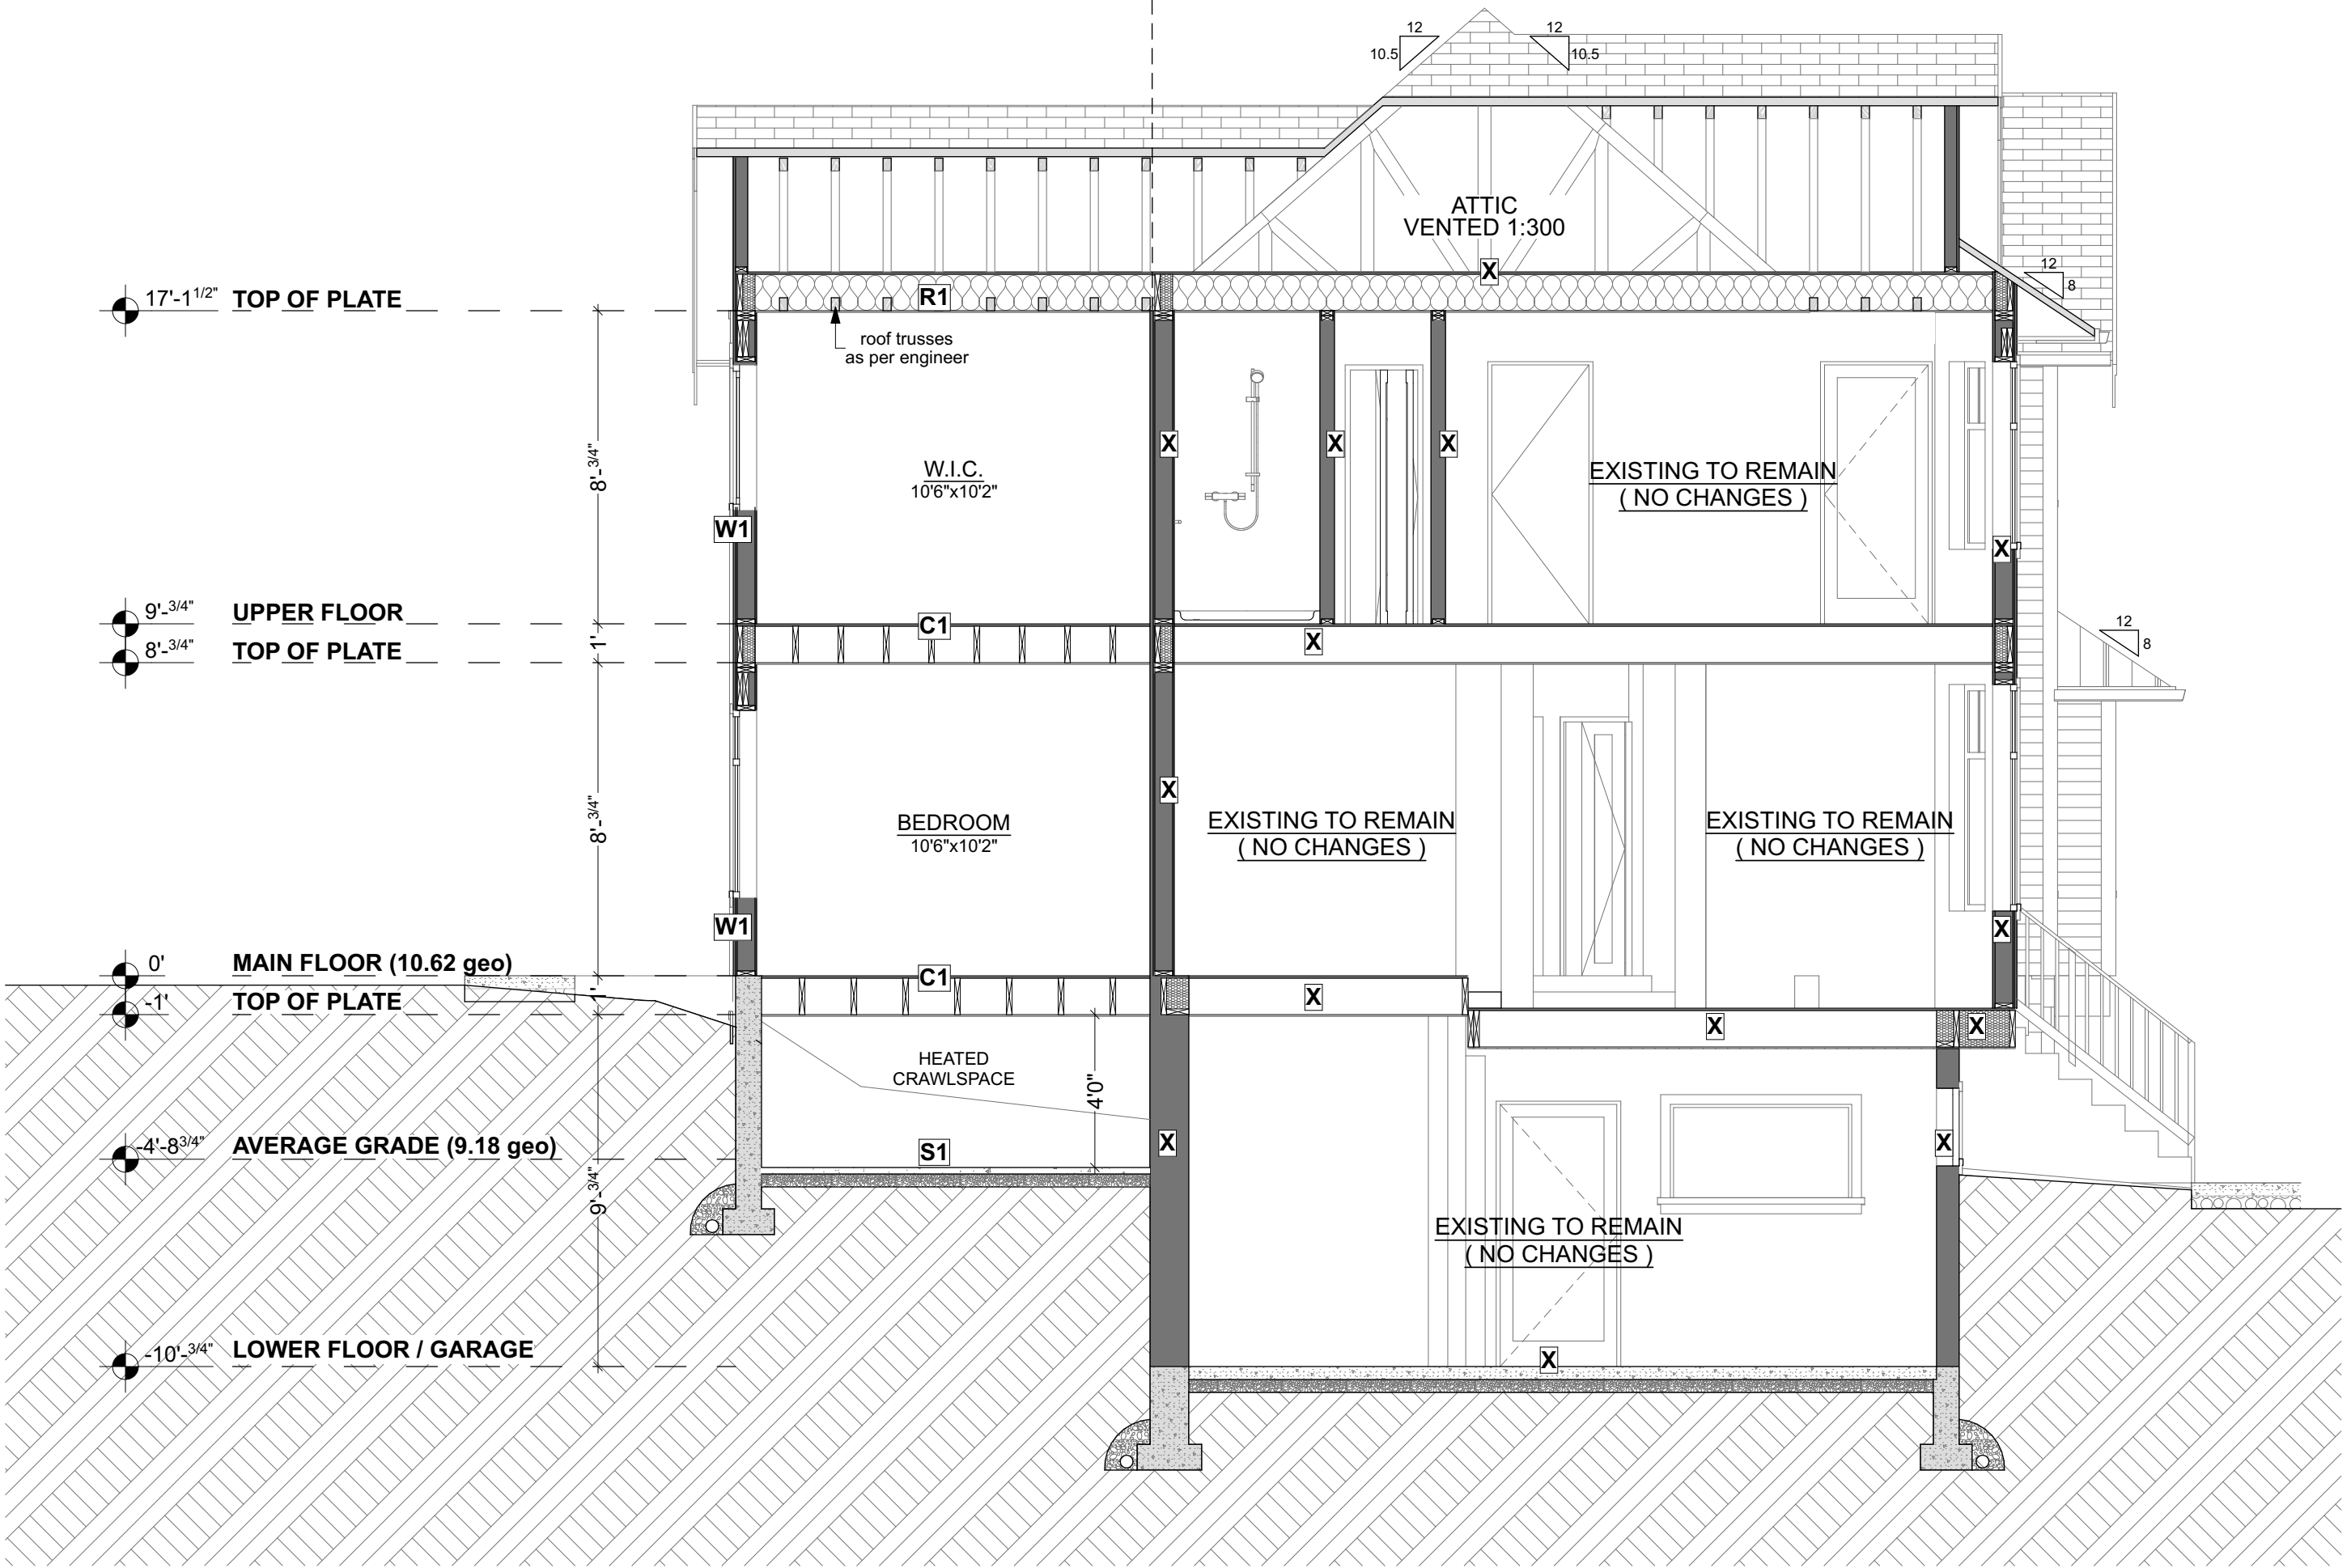 12
10.5
12
10.5
ATTIC
VENTED 1:300
X
12
8
17'-1 1/2" TOP OF PLATE
R1
roof trusses
as per engineer
8'-3/4"
W.I.C.
10'6"x10'2"
X
X
X
EXISTING TO REMAIN
( NO CHANGES )
W1
X
9'-3/4" UPPER FLOOR
C1
X
12
8
1'
8'-3/4" TOP OF PLATE
8'-3/4"
X
BEDROOM
10'6"x10'2"
EXISTING TO REMAIN
( NO CHANGES )
EXISTING TO REMAIN
( NO CHANGES )
W1
X
0' MAIN FLOOR (10.62 geo)
C1
X
1'
-1' TOP OF PLATE
X
X
HEATED
CRAWLSPACE
4'0"
-4'-8 3/4" AVERAGE GRADE (9.18 geo)
S1
X
X
9'-3/4"
EXISTING TO REMAIN
( NO CHANGES )
-10'-3/4" LOWER FLOOR / GARAGE
X